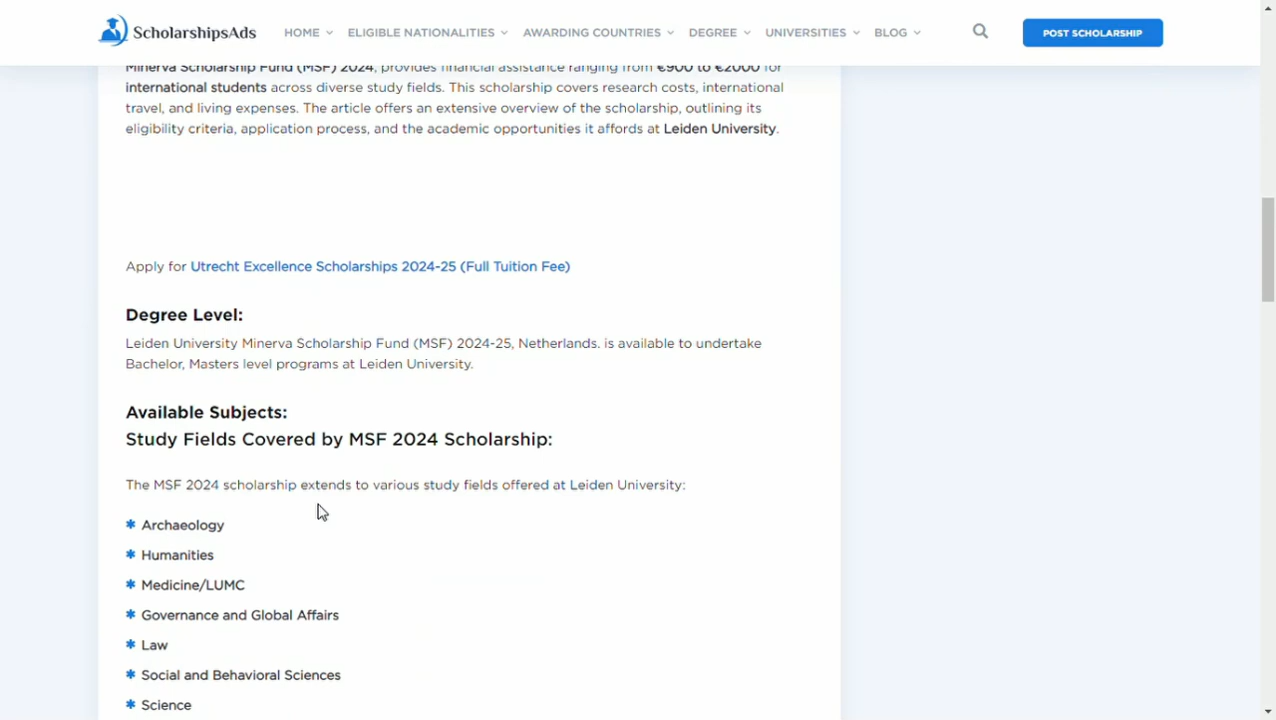 ScholarshipsAds
HOME ELIGIBLE NATIONALITIES AWARDING COUNTRIES DEGREE UNIVERSITIES BLOG
POST SCHOLARSHIP
Minerva Scholarship Fund (MSF) 2024, provides financial assistance ranging from €900 to €2000 for
international students across diverse study fields. This scholarship covers research costs, international
travel, and living expenses. The article offers an extensive overview of the scholarship, outlining its
eligibility criteria, application process, and the academic opportunities it affords at Leiden University.
Apply for Utrecht Excellence Scholarships 2024-25 (Full Tuition Fee)
Degree Level:
Leiden University Minerva Scholarship Fund (MSF) 2024-25, Netherlands. is available to undertake
Bachelor, Masters level programs at Leiden University.
Available Subjects:
Study Fields Covered by MSF 2024 Scholarship:
The MSF 2024 scholarship extends to various study fields offered at Leiden University:
Archaeology
Humanities
Medicine/LUMC
Governance and Global Affairs
Law
Social and Behavioral Sciences
Science